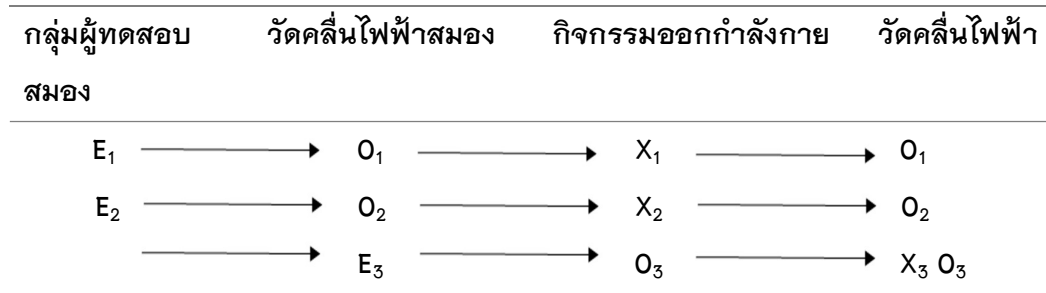 กลุ่มผู้ทดสอบ วัดคลื่นไฟฟ้าสมอง กิจกรรมออกกำลังกาย วัดคลื่นไฟฟ้า
สมอง
E₁ O₁ X₁ O₁
E₂ O₂ X₂ O₂
E₃ O₃ X₃ O₃